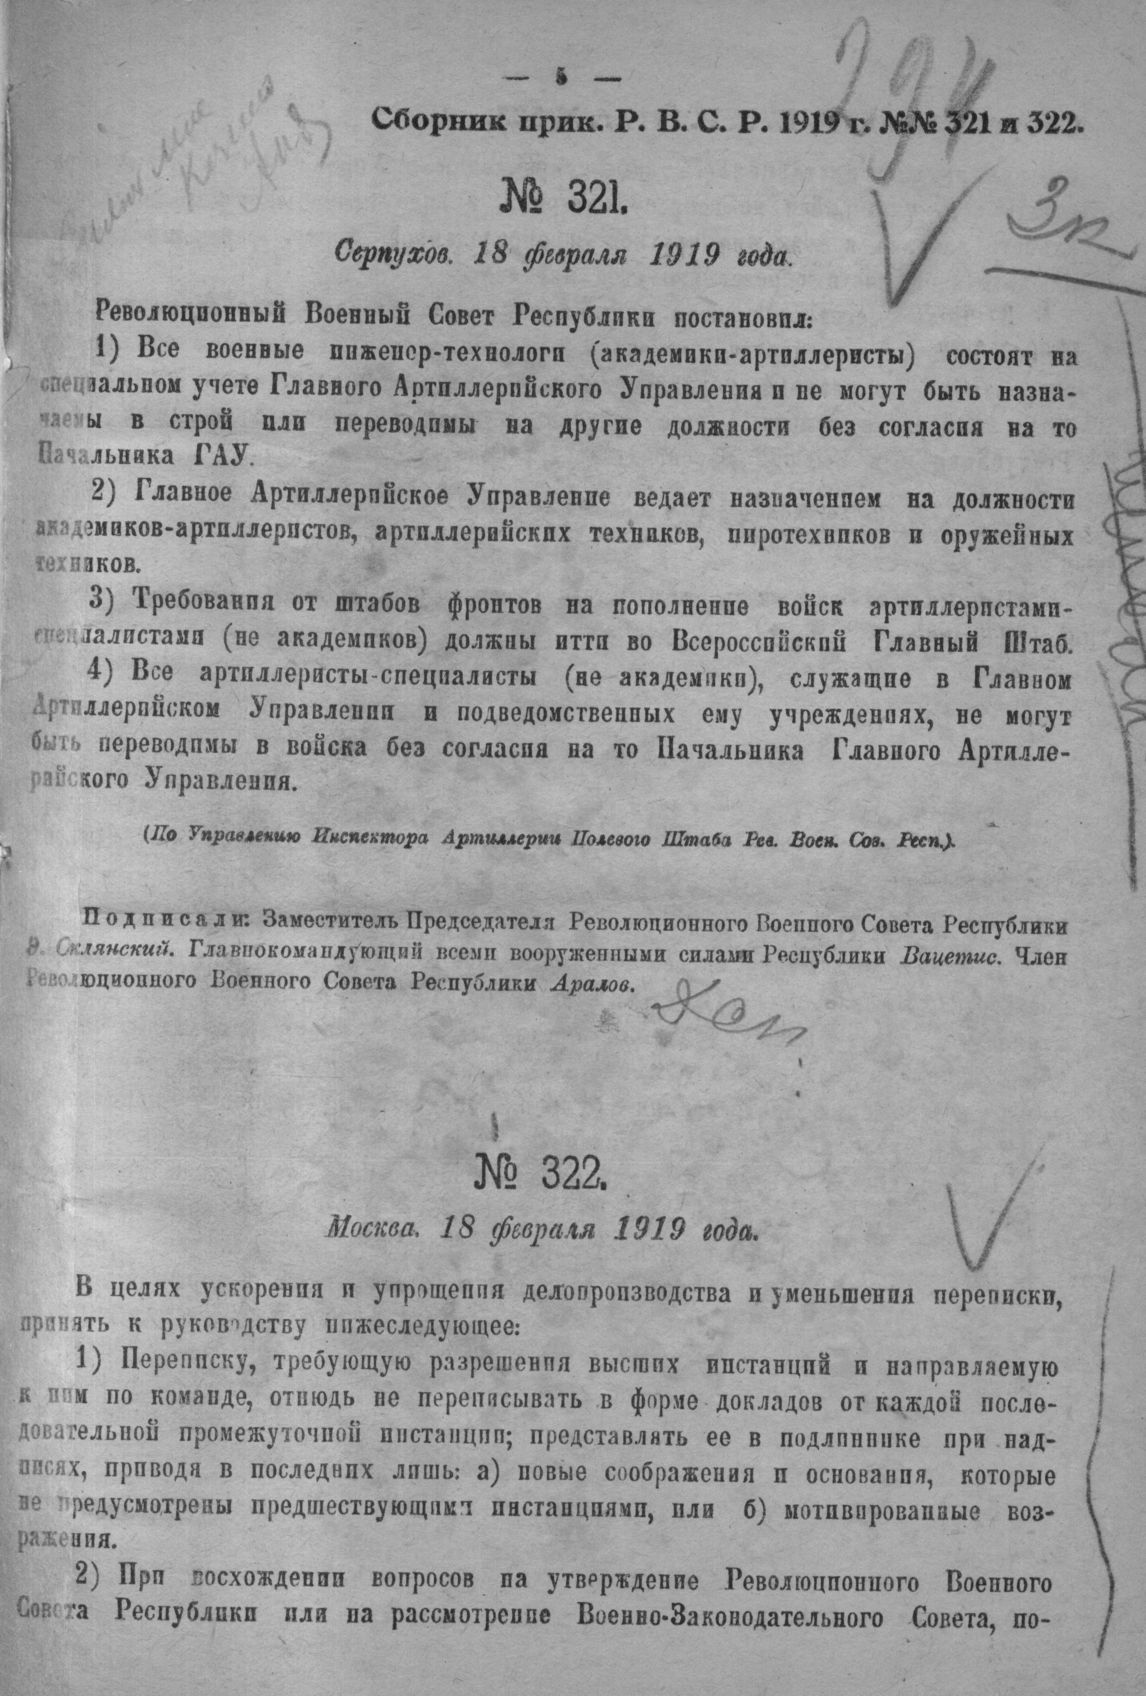 — 5 —
Сборник прик. Р. В. С. Р. 1919 г. №№ 321 и 322.
294
3к
№ 321.
Серпухов. 18 февраля 1919 года.
Революционный Военный Совет Республики постановил:
1) Все военные инженер-технологи (академики-артиллеристы) состоят на
специальном учете Главного Артиллерийского Управления и не могут быть назна-
чаемы в строй или переводимы на другие должности без согласия на то
Начальника ГАУ.
2) Главное Артиллерийское Управление ведает назначением на должности
академиков-артиллеристов, артиллерийских техников, пиротехников и оружейных
техников.
3) Требования от штабов фронтов на пополнение войск артиллеристами-
специалистами (не академиков) должны итти во Всероссийский Главный Штаб.
4) Все артиллеристы-специалисты (не академики), служащие в Главном
Артиллерийском Управлении и подведомственных ему учреждениях, не могут
быть переводимы в войска без согласия на то Начальника Главного Артилле-
рийского Управления.
(По Управлению Инспектора Артиллерии Полевого Штаба Рев. Воен. Сов. Респ.).
Подписали: Заместитель Председателя Революционного Военного Совета Республики
Э. Склянский. Главнокомандующий всеми вооруженными силами Республики Вацетис. Член
Революционного Военного Совета Республики Аралов.
№ 322.
Москва. 18 февраля 1919 года.
В целях ускорения и упрощения делопроизводства и уменьшения переписки,
принять к руководству нижеследующее:
1) Переписку, требующую разрешения высших инстанций и направляемую
к ним по команде, отнюдь не переписывать в форме докладов от каждой после-
довательной промежуточной инстанции; представлять ее в подлиннике при над-
писях, приводя в последних лишь: а) новые соображения и основания, которые
не предусмотрены предшествующими инстанциями, или б) мотивированные воз-
ражения.
2) При восхождении вопросов на утверждение Революционного Военного
Совета Республики или на рассмотрение Военно-Законодательного Совета, по-